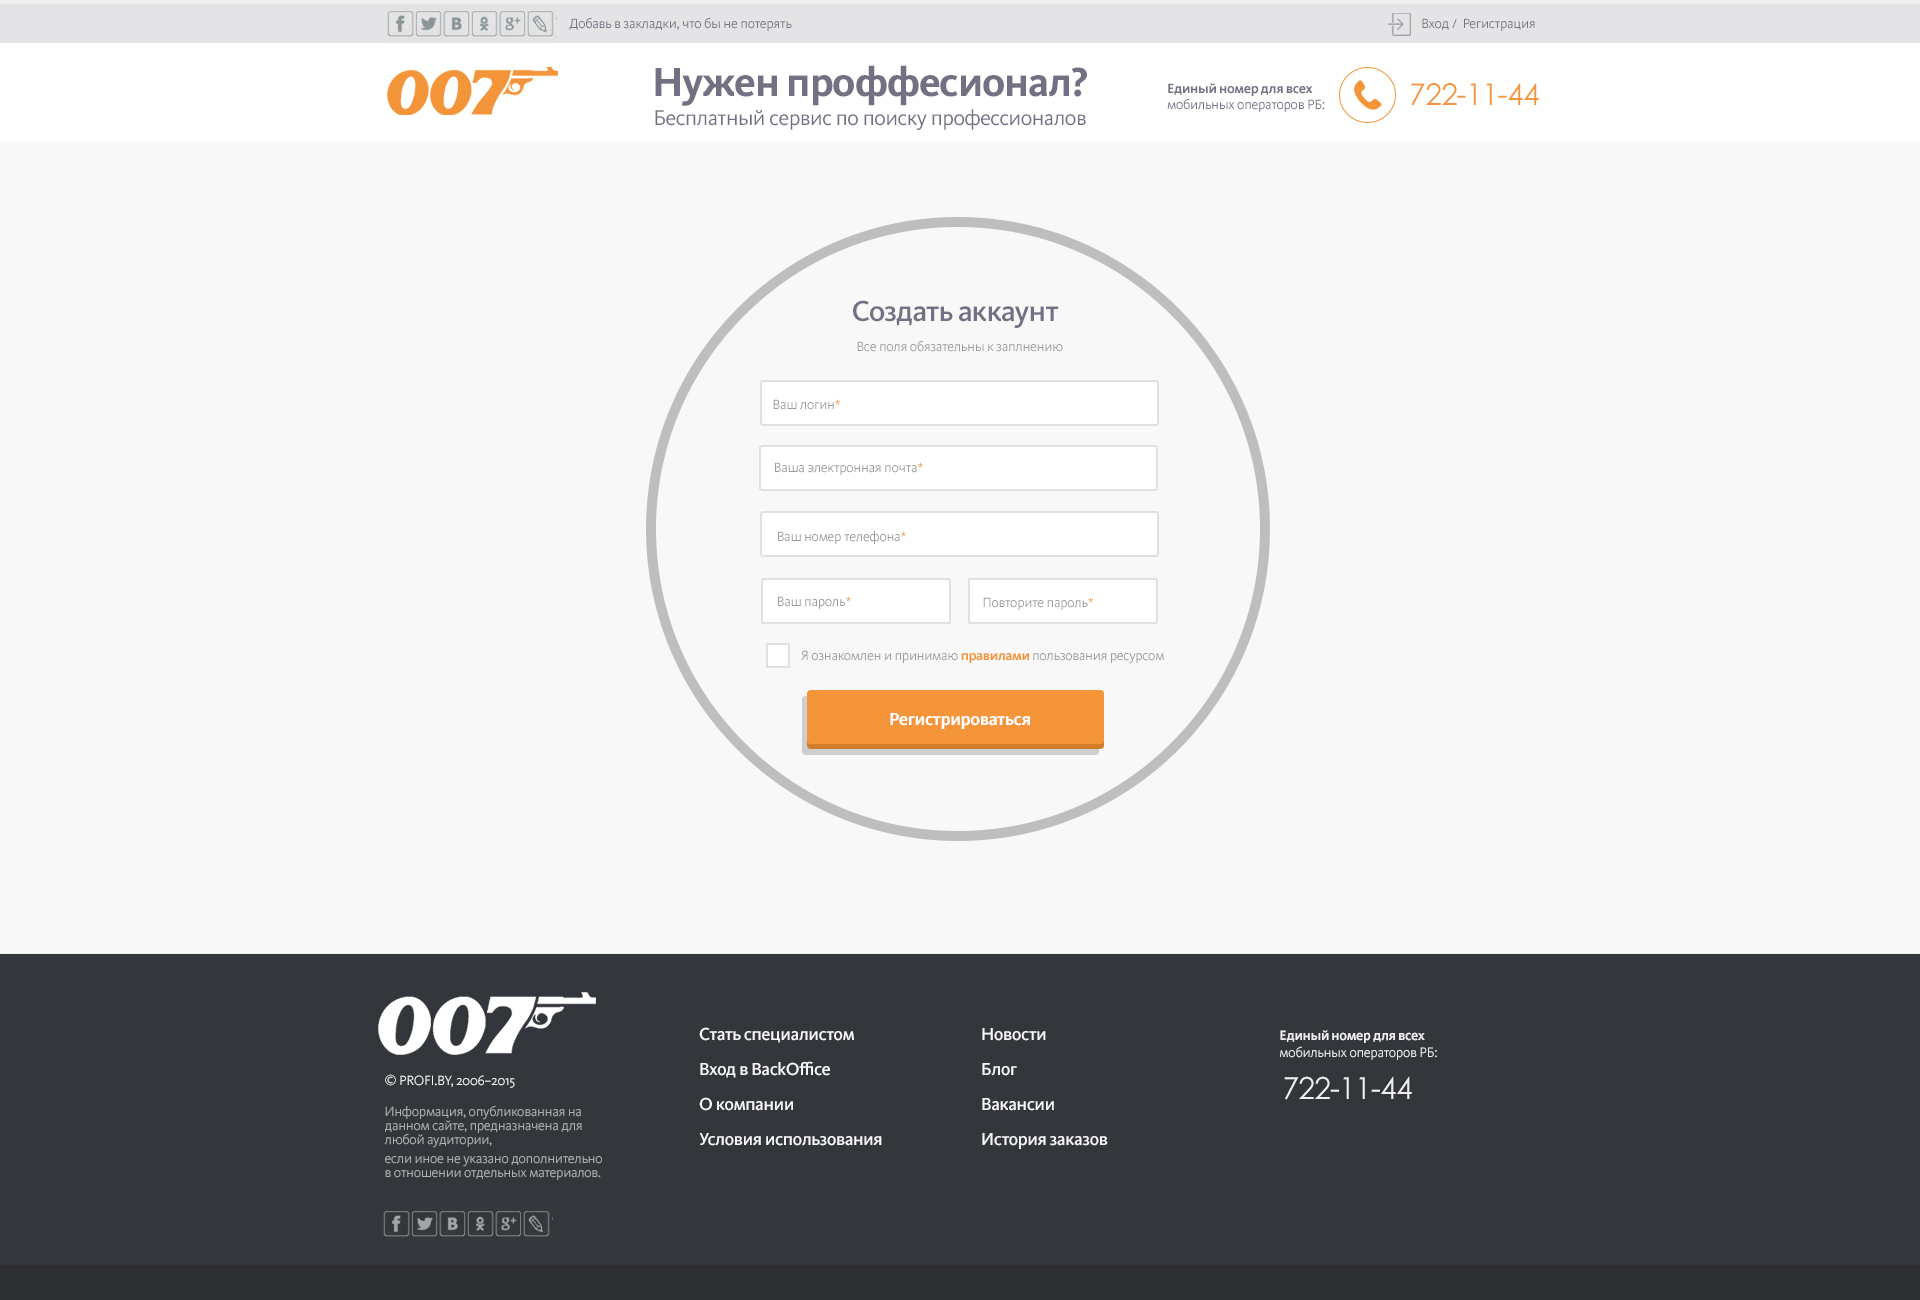 Добавь в закладки, что бы не потерять
Вход / Регистрация
007
Нужен проффесионал?
Бесплатный сервис по поиску профессионалов
Единый номер для всех
мобильных операторов РБ:
722-11-44
Создать аккаунт
Все поля обязательны к заплнению
Ваш логин*
Ваша электронная почта*
Ваш номер телефона*
Ваш пароль*
Повторите пароль*
Я ознакомлен и принимаю правилами пользования ресурсом
Регистрироваться
007
© PROFI.BY, 2006–2015
Информация, опубликованная на
данном сайте, предназначена для
любой аудитории,
если иное не указано дополнительно
в отношении отдельных материалов.
Стать специалистом
Вход в BackOffice
О компании
Условия использования
Новости
Блог
Вакансии
История заказов
Единый номер для всех
мобильных операторов РБ:
722-11-44